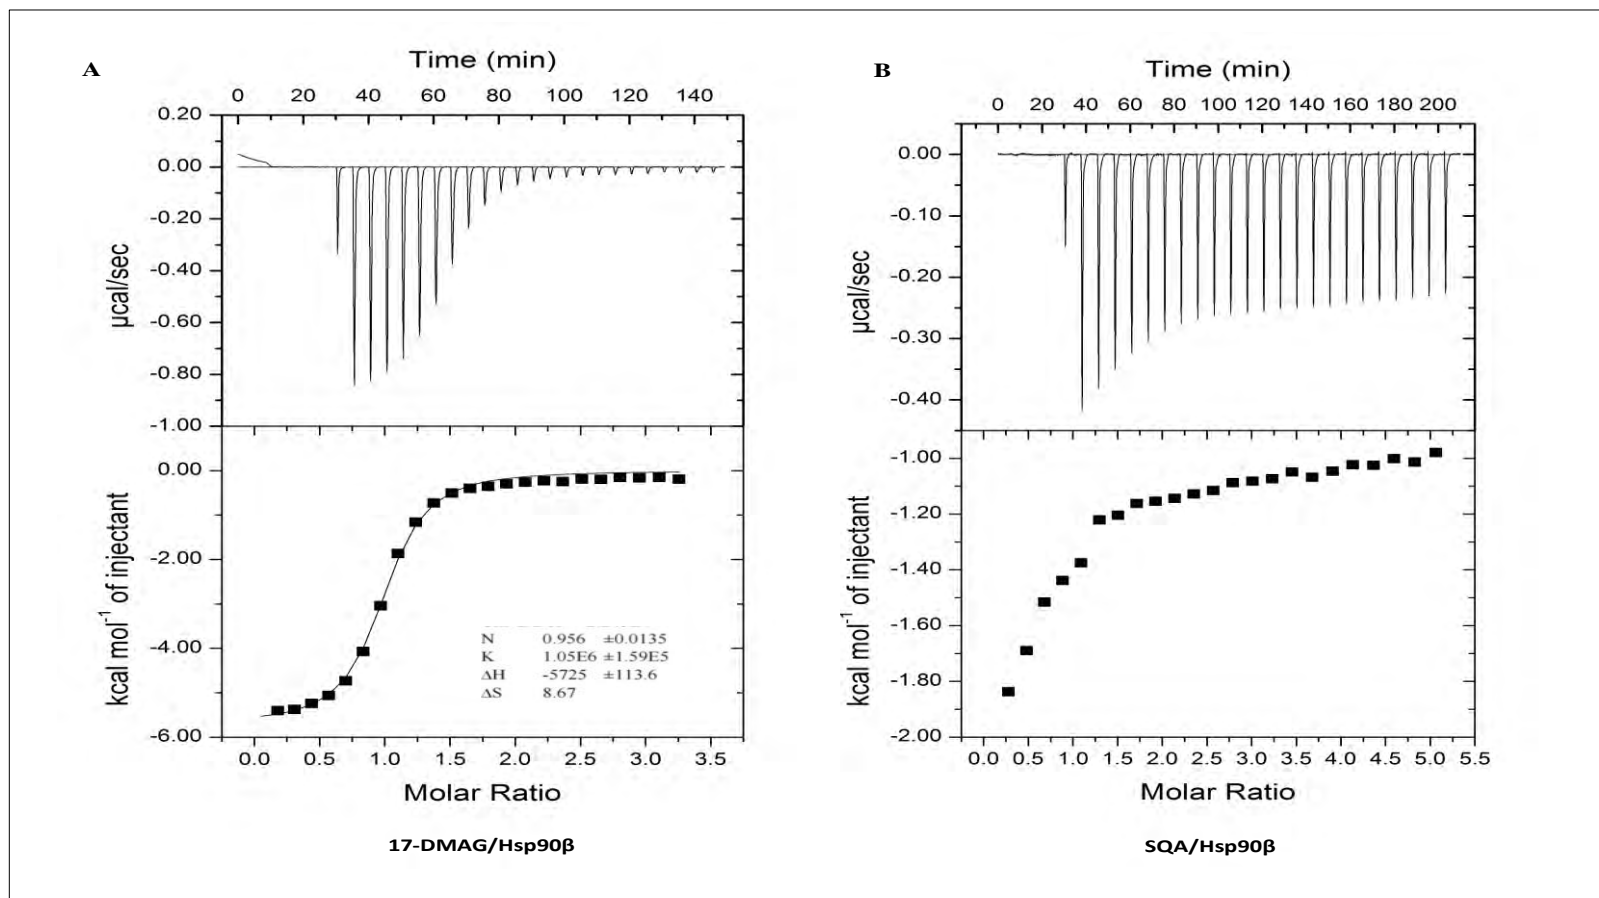 A
Time (min)
0 20 40 60 80 100 120 140
0.20
0.00
-0.20
-0.40
-0.60
-0.80
-1.00
µcal/sec
0.00
-2.00
-4.00
-6.00
kcal mol⁻¹ of injectant
N 0.956 ±0.0135
K 1.05E6 ±1.59E5
ΔH -5725 ±113.6
ΔS 8.67
0.0 0.5 1.0 1.5 2.0 2.5 3.0 3.5
Molar Ratio
17-DMAG/Hsp90β
B
Time (min)
0 20 40 60 80 100 120 140 160 180 200
0.00
-0.10
-0.20
-0.30
-0.40
µcal/sec
-1.00
-1.20
-1.40
-1.60
-1.80
-2.00
kcal mol⁻¹ of injectant
0.0 0.5 1.0 1.5 2.0 2.5 3.0 3.5 4.0 4.5 5.0 5.5
Molar Ratio
SQA/Hsp90β